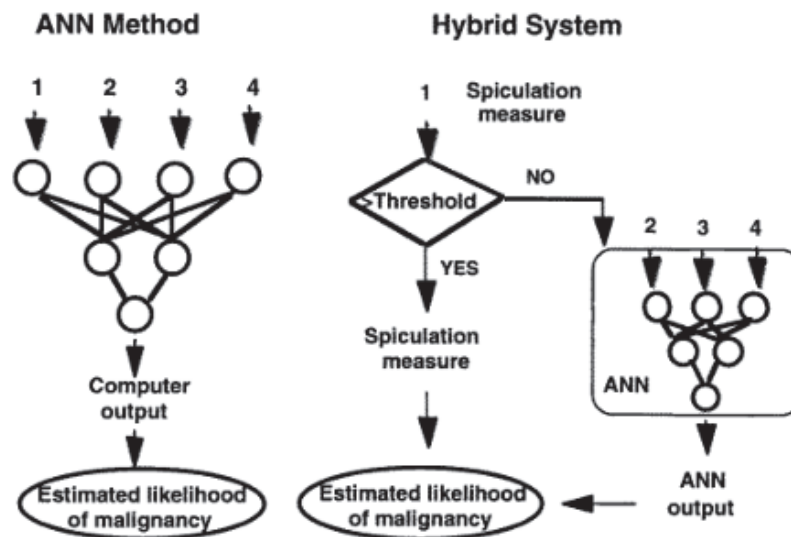 ANN Method
1 2 3 4
Computer
output
Estimated likelihood
of malignancy
Hybrid System
1
Spiculation
measure
>Threshold
NO
YES
Spiculation
measure
2 3 4
ANN
ANN
output
Estimated likelihood
of malignancy